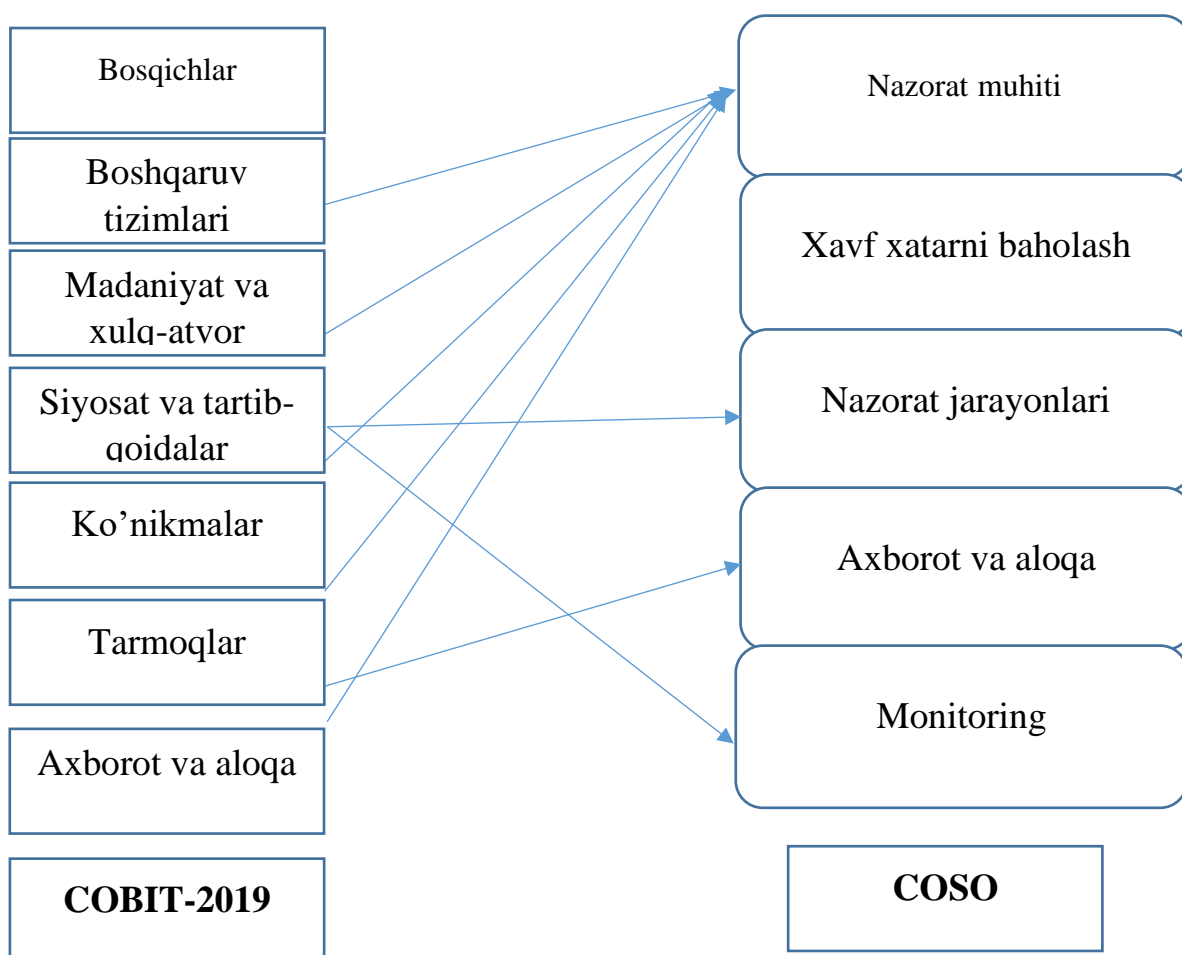 Bosqichlar
Boshqaruv
tizimlari
Madaniyat va
xulq-atvor
Siyosat va tartib-
qoidalar
Ko’nikmalar
Tarmoqlar
Axborot va aloqa
COBIT-2019
Nazorat muhiti
Xavf xatarni baholash
Nazorat jarayonlari
Axborot va aloqa
Monitoring
COSO